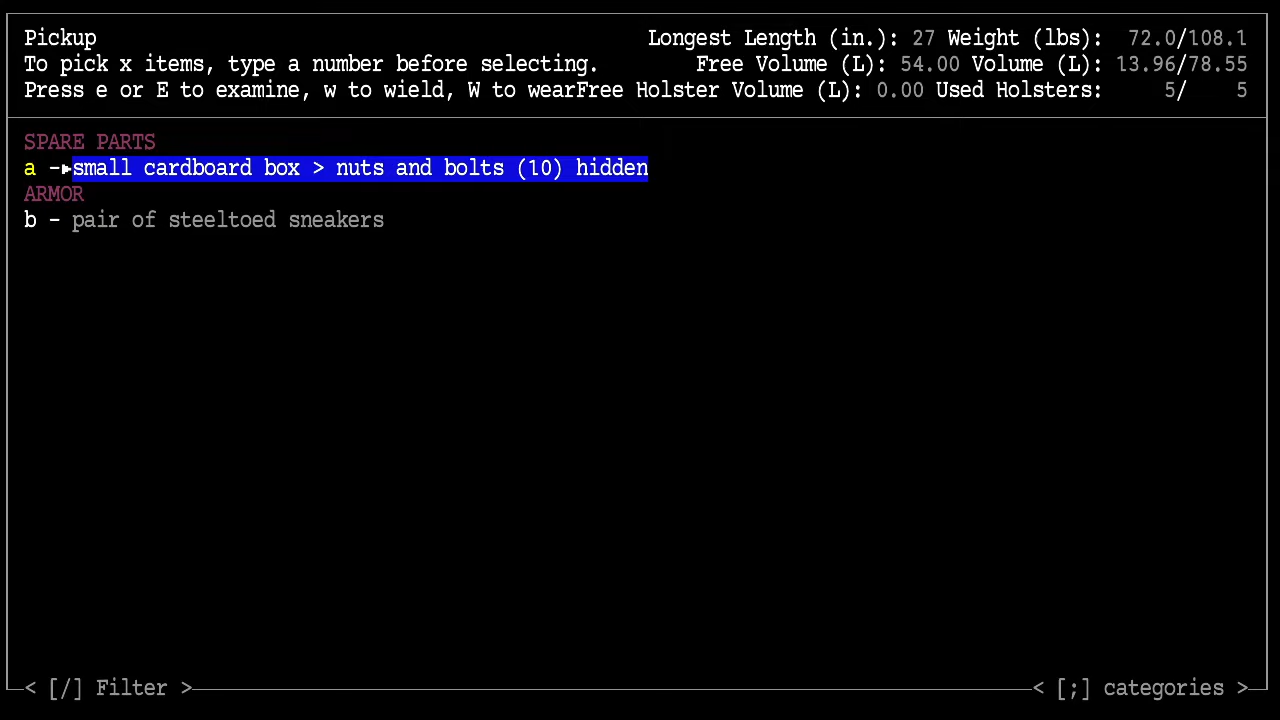 Pickup Longest Length (in.): 27 Weight (lbs): 72.0/108.1
To pick x items, type a number before selecting. Free Volume (L): 54.00 Volume (L): 13.96/78.55
Press e or E to examine, w to wield, W to wearFree Holster Volume (L): 0.00 Used Holsters: 5/ 5
SPARE PARTS
a -▸small cardboard box > nuts and bolts (10) hidden
ARMOR
b - pair of steeltoed sneakers
< [/] Filter > < [;] categories >